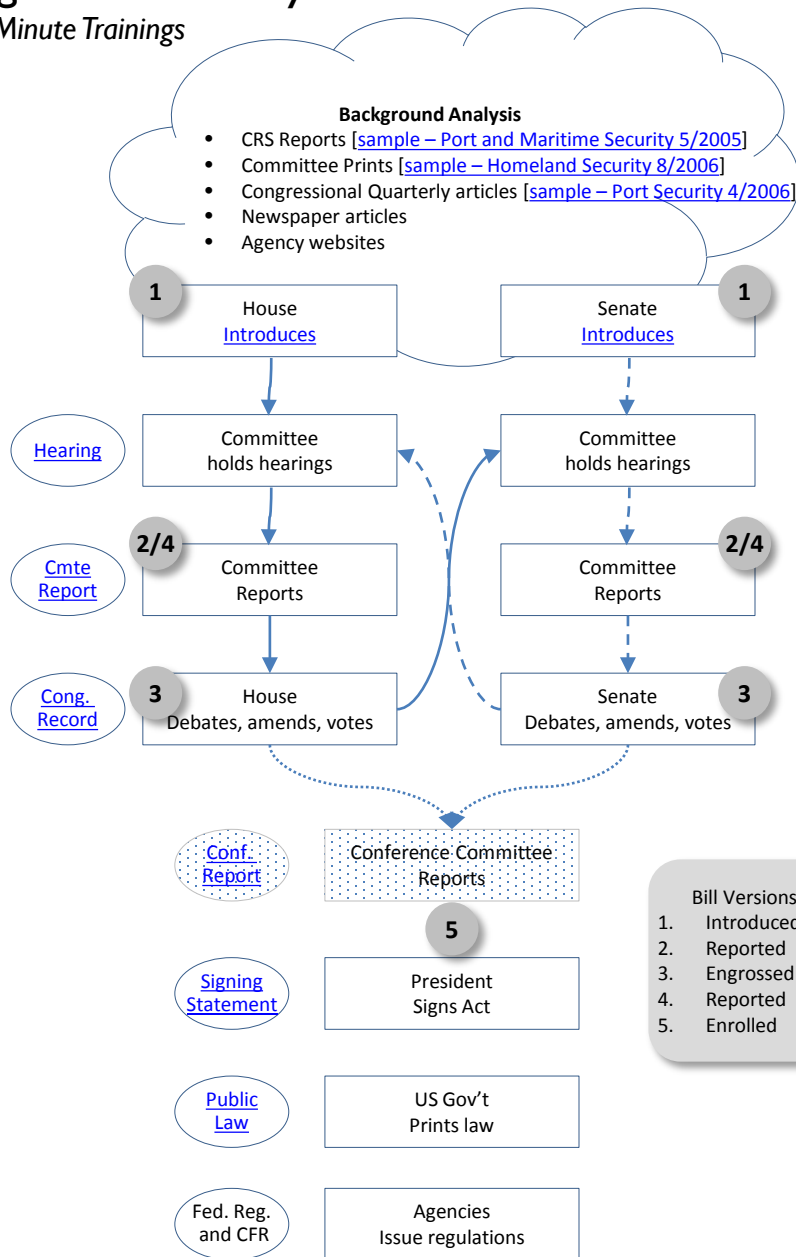 Minute Trainings
Background Analysis
• CRS Reports [sample – Port and Maritime Security 5/2005]
• Committee Prints [sample – Homeland Security 8/2006]
• Congressional Quarterly articles [sample – Port Security 4/2006]
• Newspaper articles
• Agency websites
1
House
Introduces
1
Senate
Introduces
Hearing
Committee
holds hearings
Committee
holds hearings
Cmte
Report
2/4
Committee
Reports
2/4
Committee
Reports
Cong.
Record
3
House
Debates, amends, votes
3
Senate
Debates, amends, votes
Conf.
Report
Conference Committee
Reports
5
Signing
Statement
President
Signs Act
Bill Versions
1. Introduced
2. Reported
3. Engrossed
4. Reported
5. Enrolled
Public
Law
US Gov't
Prints law
Fed. Reg.
and CFR
Agencies
Issue regulations